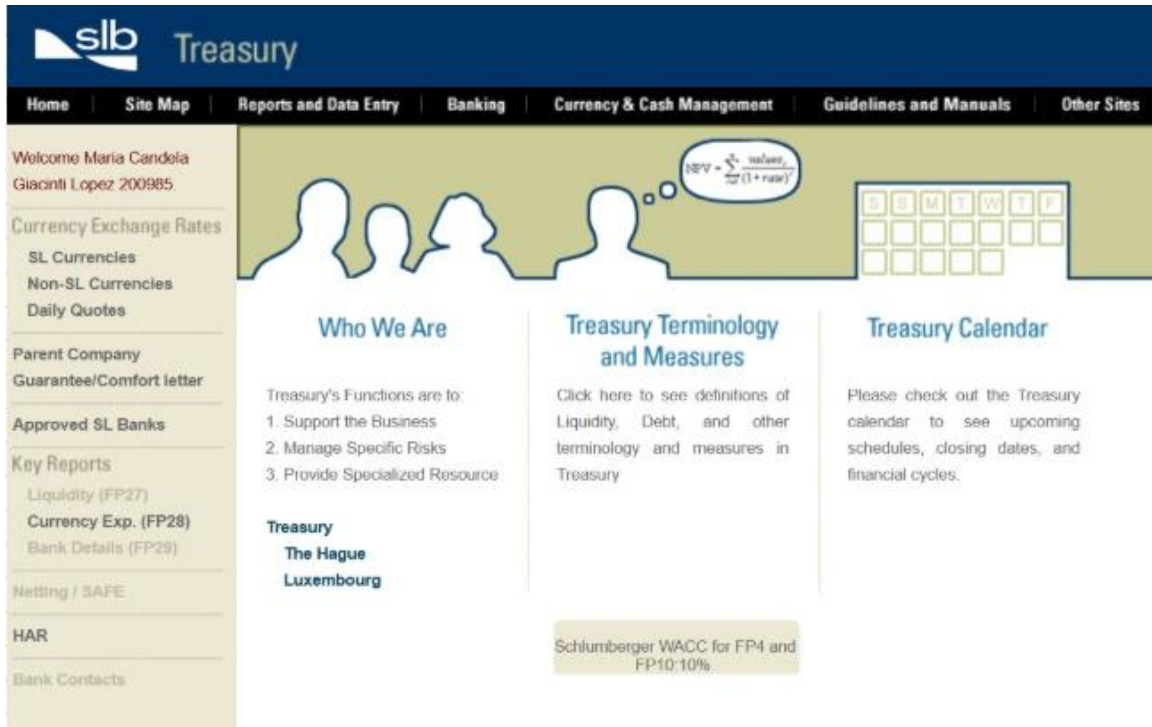 slb Treasury
Home Site Map Reports and Data Entry Banking Currency & Cash Management Guidelines and Manuals Other Sites
Welcome Maria Candela
Giacinti Lopez 200985
Currency Exchange Rates
SL Currencies
Non-SL Currencies
Daily Quotes
Parent Company
Guarantee/Comfort letter
Approved SL Banks
Key Reports
Liquidity (FP27)
Currency Exp. (FP28)
Bank Details (FP29)
Netting / SAFE
HAR
Bank Contacts
NPV = ∑ values / (1 + rate)
S S M T W T F
Who We Are
Treasury's Functions are to:
1. Support the Business
2. Manage Specific Risks
3. Provide Specialized Resource
Treasury
The Hague
Luxembourg
Treasury Terminology
and Measures
Click here to see definitions of
Liquidity, Debt, and other
terminology and measures in
Treasury
Schlumberger WACC for FP4 and
FP10:10%
Treasury Calendar
Please check out the Treasury
calendar to see upcoming
schedules, closing dates, and
financial cycles.